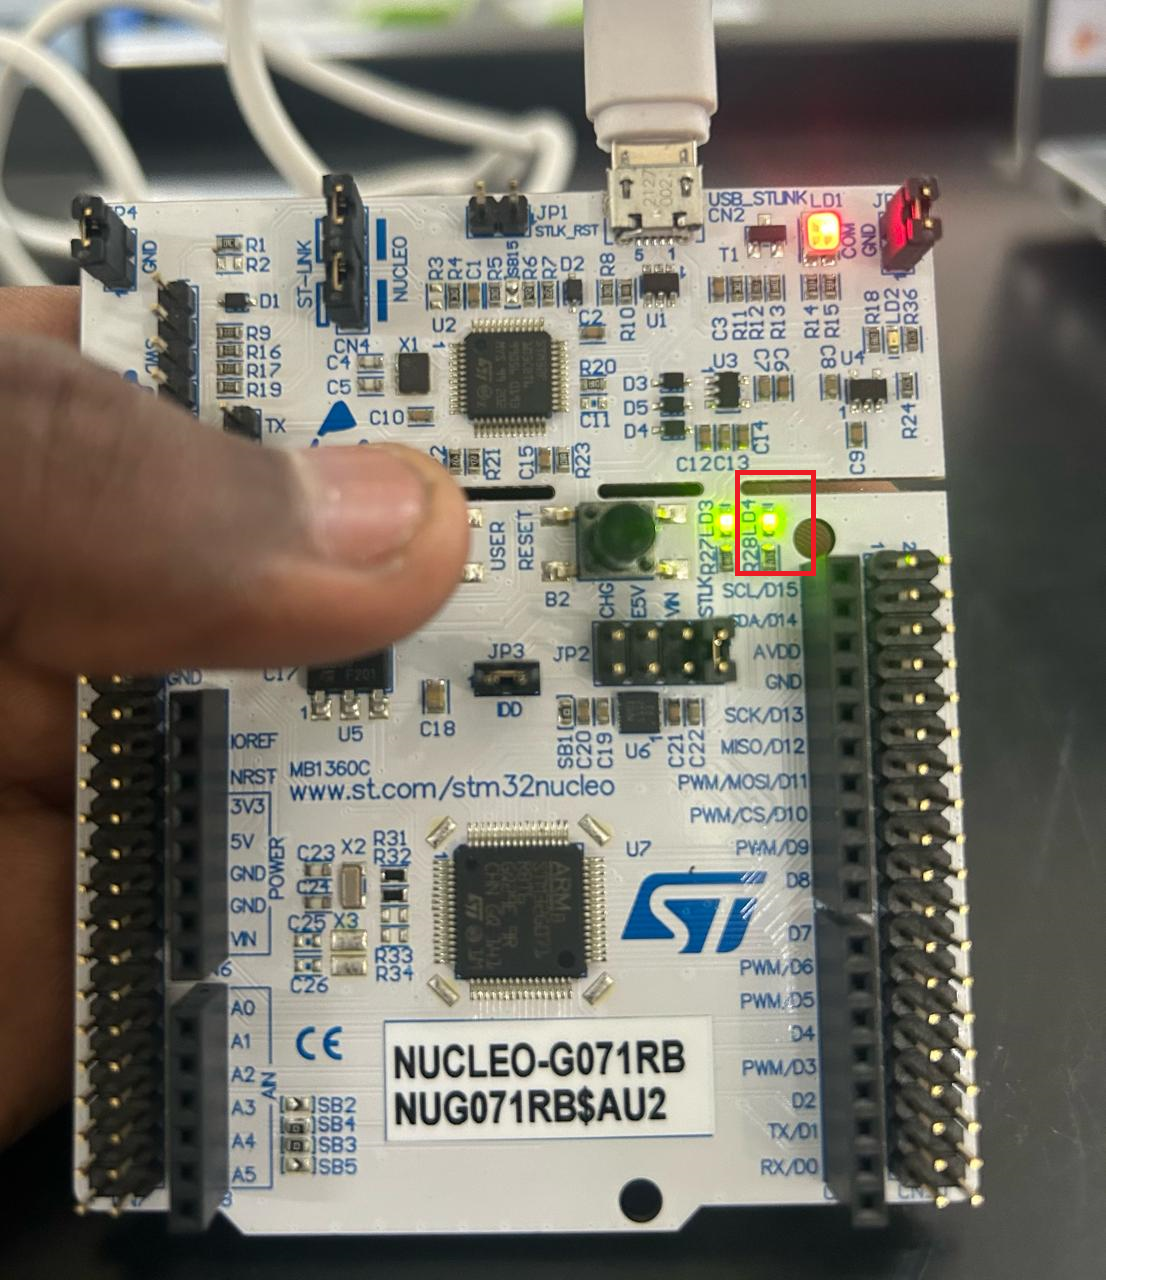 USB_STLINK LD1
CN2
JP1
STLK_RST
GND
R1
R2
ST-LNK
NUCLEO
R3
R4
C1
R5
SB15
R6
R7
D2
R8
5 1
T1
COM
GND
D1
R9
R16
R17
R19
U2
CN4
C4
C5
X1
C10
TX
C2
R10
U1
C3
R11
R12
R13
R14
R15
R18
LD2
R36
R20
C11
D3
D5
D4
U3
C7
C6
C8
U4
R24
C9
C14
C12 C13
R21
C15
R23
USER
RESET
B2
R27 LD3
R28 LD4
CHG
E5V
VIN
STLK
JP2
JP3
IDD
SCL/D15
SDA/D14
AVDD
GND
SCK/D13
MISO/D12
PWM/MOSI/D11
PWM/CS/D10
PWM/D9
D8
D7
PWM/D6
PWM/D5
D4
PWM/D3
D2
TX/D1
RX/D0
C17
GND
1
U5
C18
SB1
C20
C19
U6
C21
C22
IOREF
NRST
3V3
5V
GND
GND
VIN
POWER
MB1360C
www.st.com/stm32nucleo
C23
C24
X2
R31
R32
C25
X3
C26
R33
R34
U7
ST
A0
A1
A2
A3
A4
A5
AIN
CE
NUCLEO-G071RB
NUG071RB$AU2
SB2
SB4
SB3
SB5